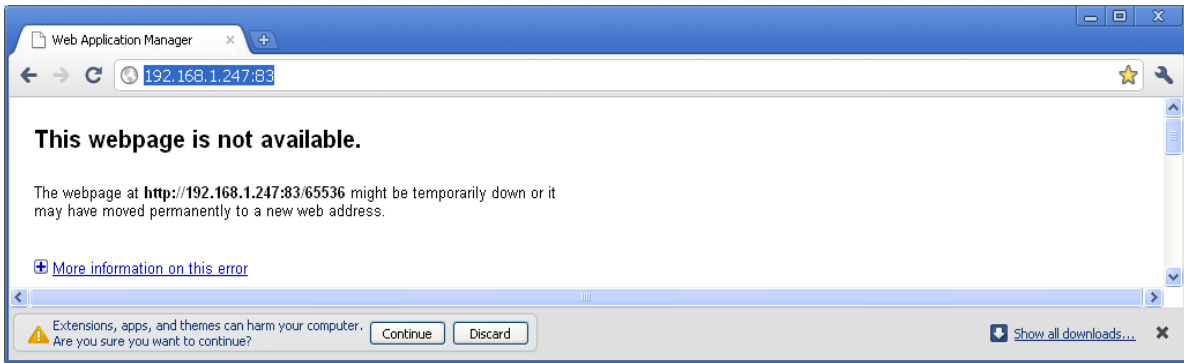 Web Application Manager
192.168.1.247:83
This webpage is not available.
The webpage at http://192.168.1.247:83/65536 might be temporarily down or it
may have moved permanently to a new web address.
More information on this error
Extensions, apps, and themes can harm your computer.
Are you sure you want to continue?
Continue
Discard
Show all downloads...